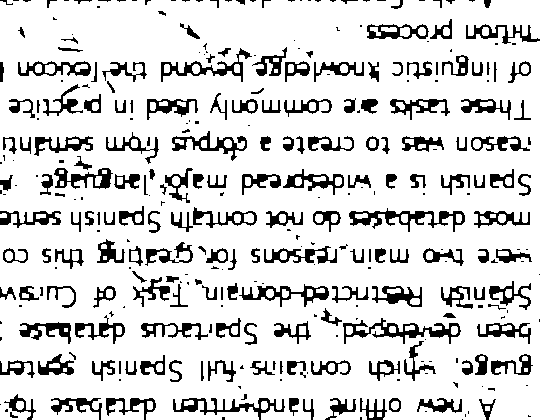 A new offline handwritten database fo
guage, which contains full Spanish senten
been developed: the Spartacus database
Spanish Restricted-domain Task of Cursive
were two main reasons for creating this co
most databases do not contain Spanish sente
Spanish is a widespread major language.
reason was to create a corpus from semanti
These tasks are commonly used in practice
of linguistic knowledge beyond the lexicon
nition process.